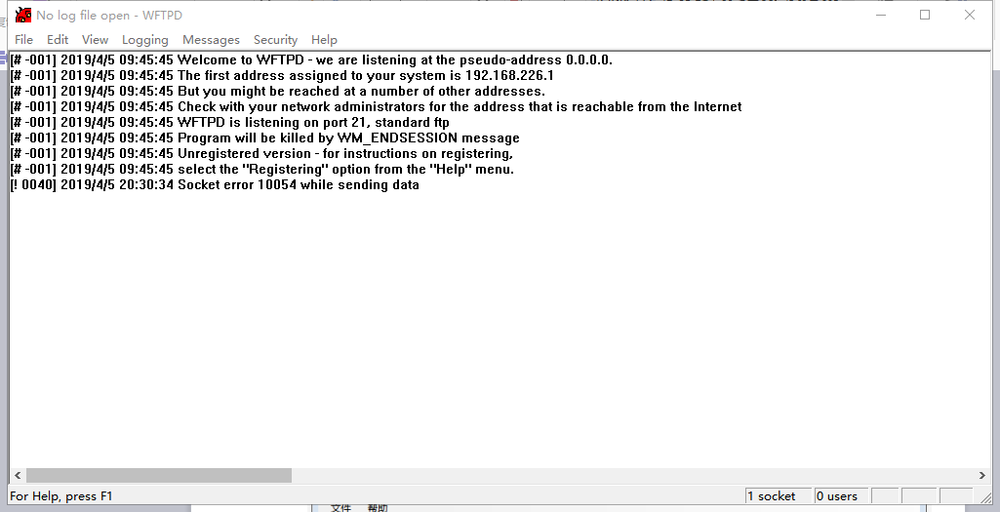 No log file open - WFTPD
File Edit View Logging Messages Security Help
[# -001] 2019/4/5 09:45:45 Welcome to WFTPD - we are listening at the pseudo-address 0.0.0.0.
[# -001] 2019/4/5 09:45:45 The first address assigned to your system is 192.168.226.1
[# -001] 2019/4/5 09:45:45 But you might be reached at a number of other addresses.
[# -001] 2019/4/5 09:45:45 Check with your network administrators for the address that is reachable from the Internet
[# -001] 2019/4/5 09:45:45 WFTPD is listening on port 21, standard ftp
[# -001] 2019/4/5 09:45:45 Program will be killed by WM_ENDSESSION message
[# -001] 2019/4/5 09:45:45 Unregistered version - for instructions on registering,
[# -001] 2019/4/5 09:45:45 select the "Registering" option from the "Help" menu.
[! 0040] 2019/4/5 20:30:34 Socket error 10054 while sending data
For Help, press F1 1 socket 0 users
文件 帮助